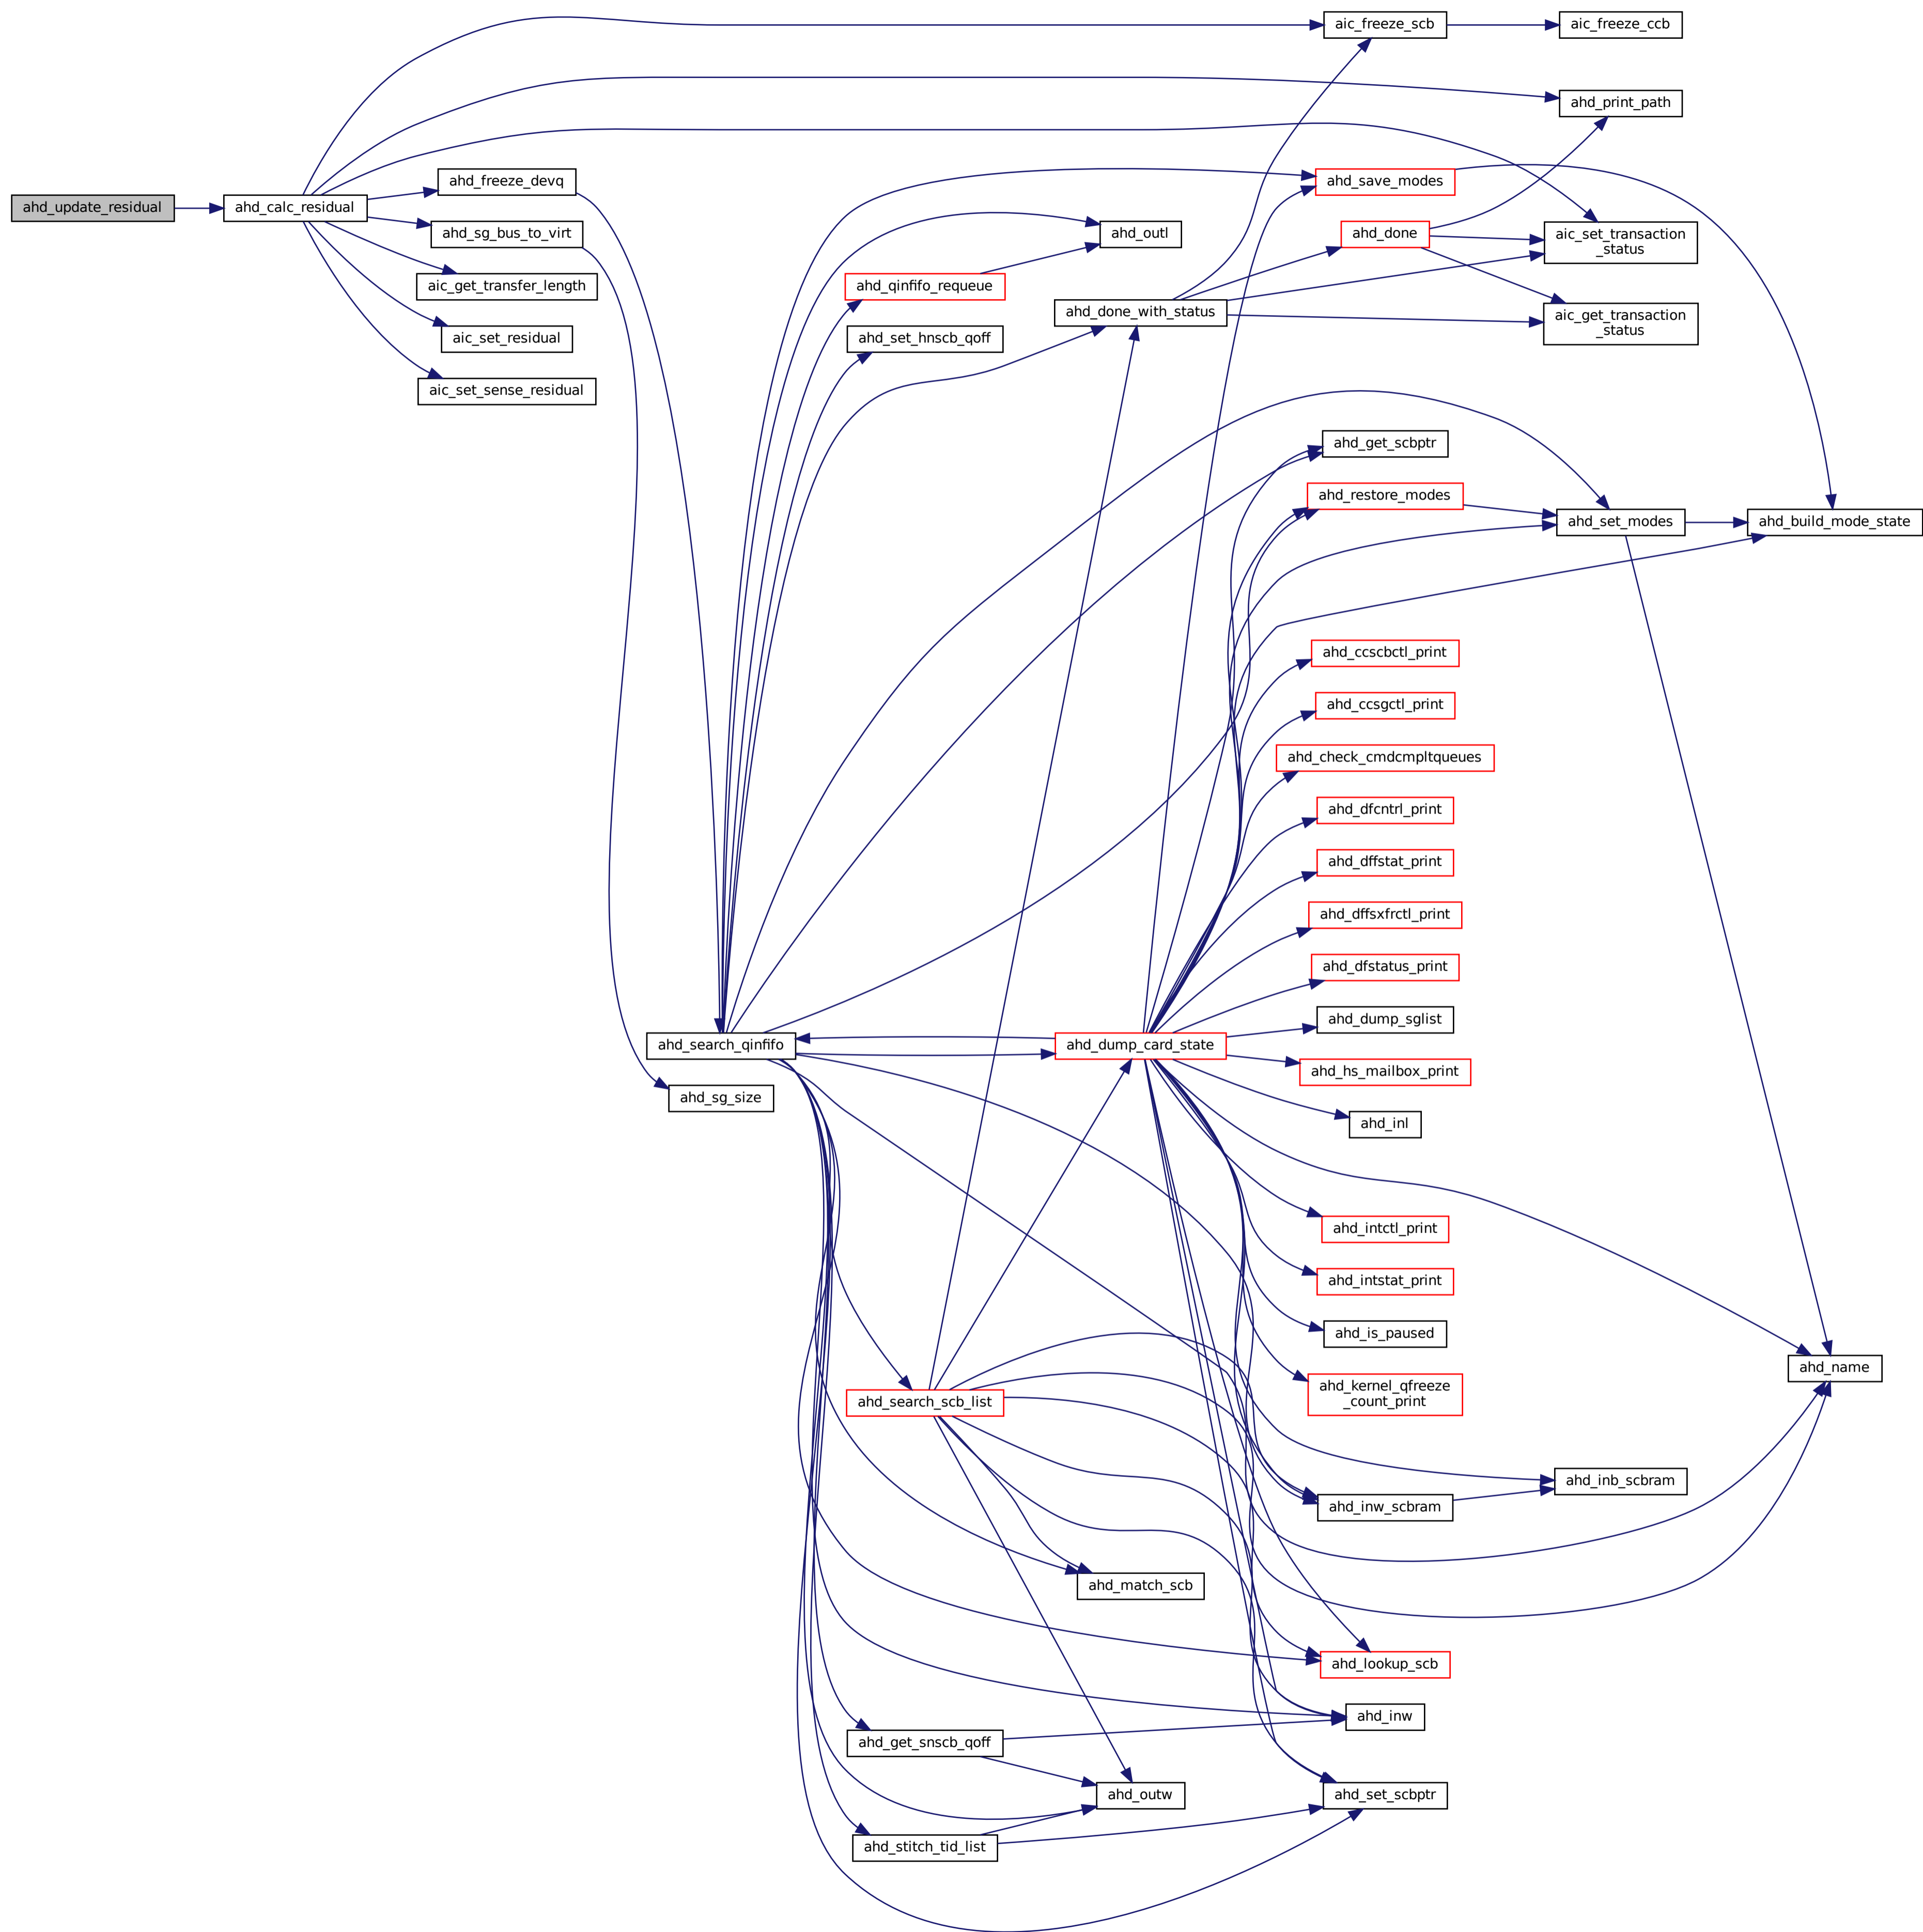 aic_freeze_scb
aic_freeze_ccb
ahd_print_path
ahd_freeze_devq
ahd_save_modes
ahd_update_residual
ahd_calc_residual
ahd_sg_bus_to_virt
ahd_outl
ahd_done
aic_set_transaction
_status
aic_get_transfer_length
ahd_qinfifo_requeue
ahd_done_with_status
aic_get_transaction
_status
aic_set_residual
ahd_set_hnscb_qoff
aic_set_sense_residual
ahd_get_scbptr
ahd_restore_modes
ahd_set_modes
ahd_build_mode_state
ahd_ccscbctl_print
ahd_ccsgctl_print
ahd_check_cmdcmpltqueues
ahd_dfcntrl_print
ahd_dffstat_print
ahd_dffsxfrctl_print
ahd_dfstatus_print
ahd_dump_sglist
ahd_search_qinfifo
ahd_dump_card_state
ahd_hs_mailbox_print
ahd_sg_size
ahd_inl
ahd_intctl_print
ahd_intstat_print
ahd_is_paused
ahd_name
ahd_kernel_qfreeze
_count_print
ahd_search_scb_list
ahd_inb_scbram
ahd_inw_scbram
ahd_match_scb
ahd_lookup_scb
ahd_inw
ahd_get_snscb_qoff
ahd_outw
ahd_set_scbptr
ahd_stitch_tid_list